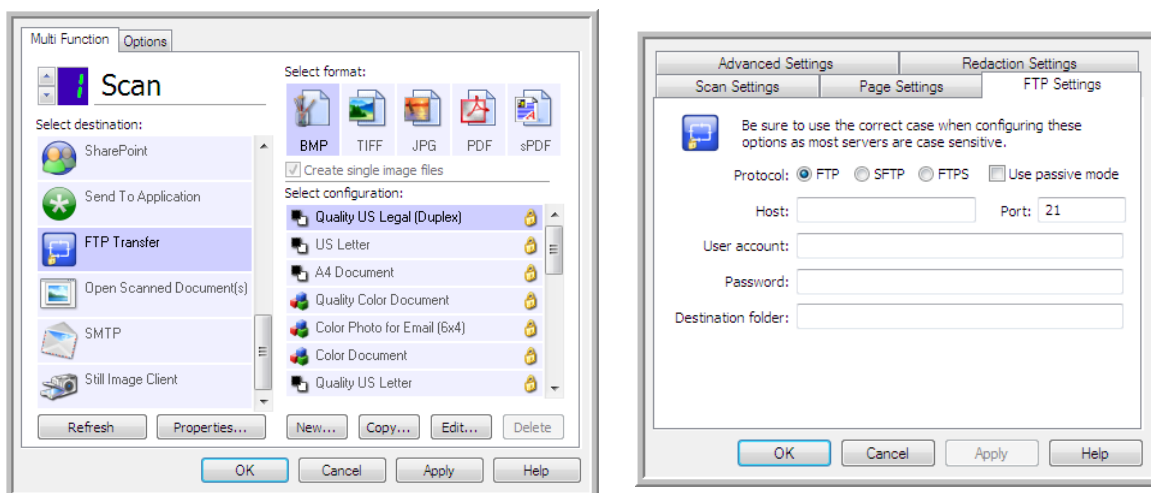 Multi Function
Options
1 Scan
Select destination:
SharePoint
Send To Application
FTP Transfer
Open Scanned Document(s)
SMTP
Still Image Client
Refresh
Properties...
Select format:
BMP
TIFF
JPG
PDF
sPDF
Create single image files
Select configuration:
Quality US Legal (Duplex)
US Letter
A4 Document
Quality Color Document
Color Photo for Email (6x4)
Color Document
Quality US Letter
New...
Copy...
Edit...
Delete
OK
Cancel
Apply
Help
Advanced Settings
Redaction Settings
Scan Settings
Page Settings
FTP Settings
Be sure to use the correct case when configuring these
options as most servers are case sensitive.
Protocol: FTP SFTP FTPS Use passive mode
Host:
Port: 21
User account:
Password:
Destination folder:
OK
Cancel
Apply
Help